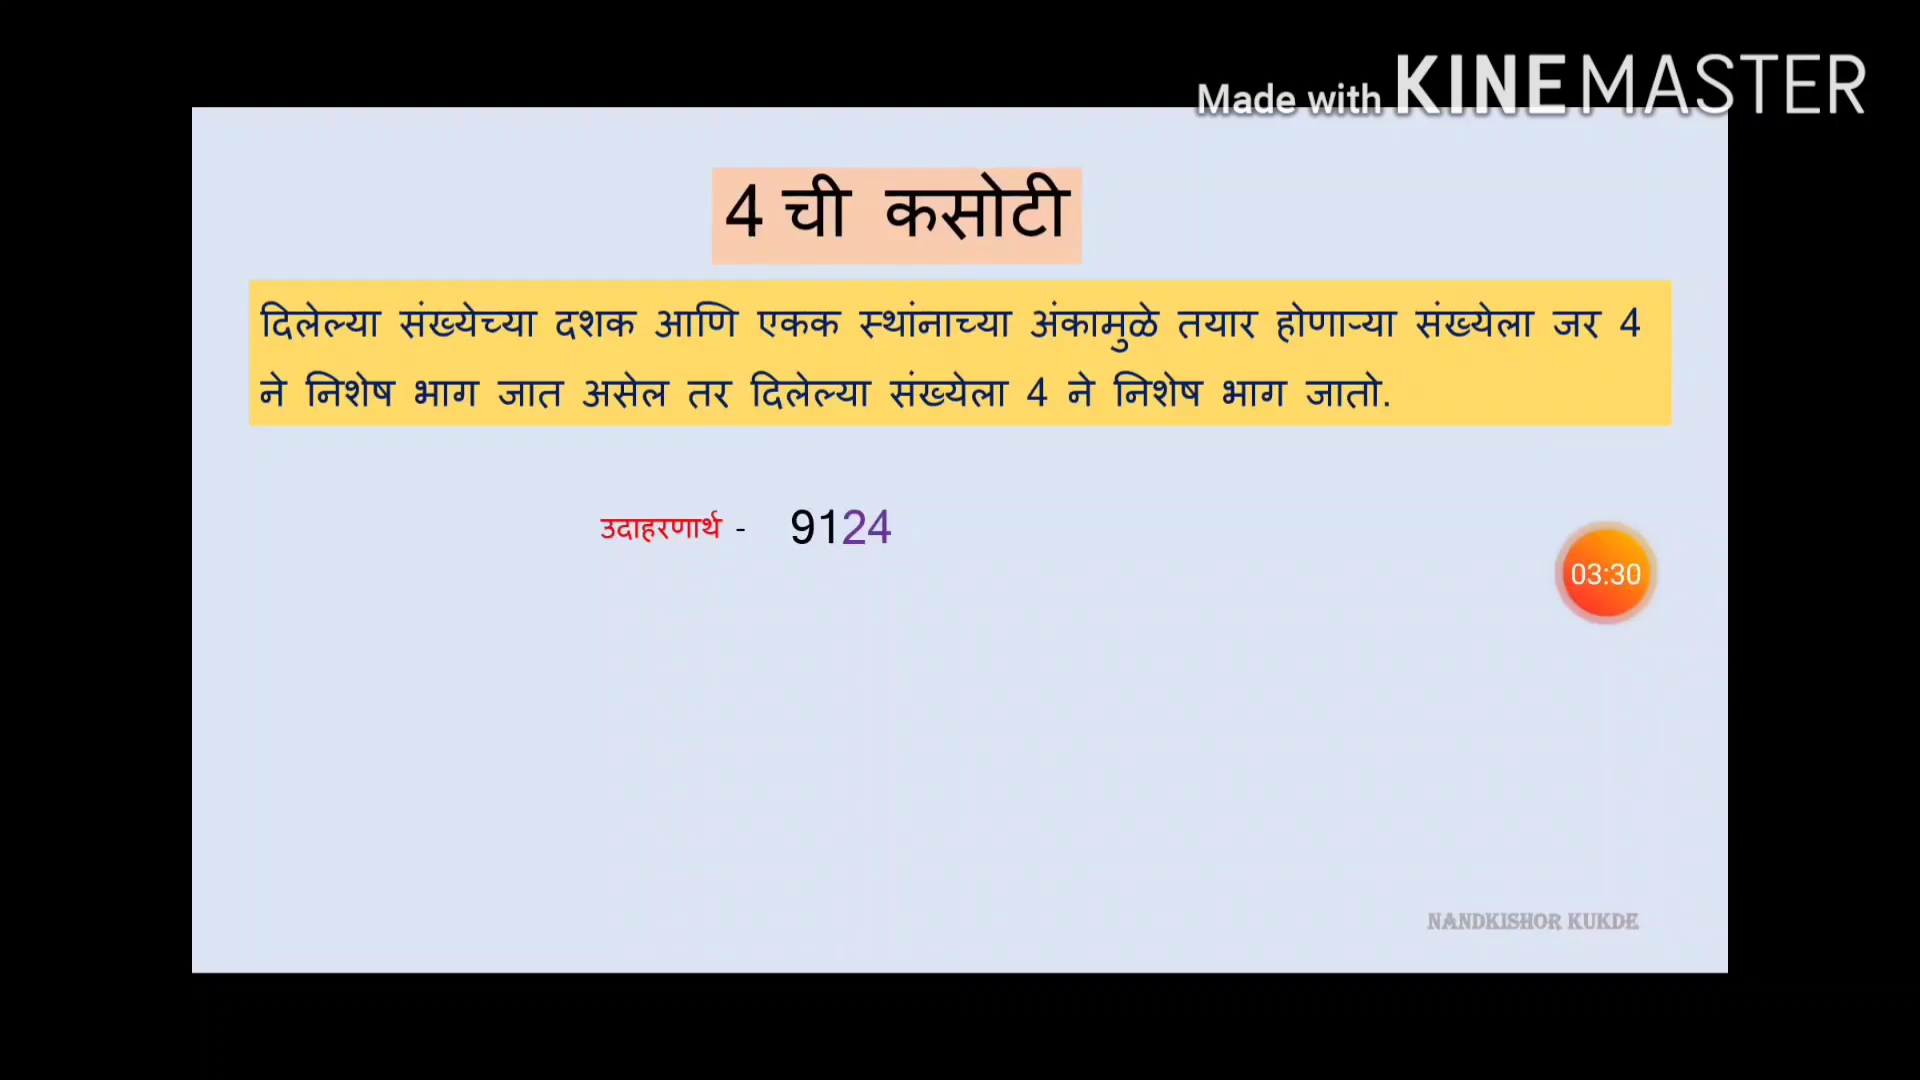 Made with KINEMASTER
4 ची कसोटी
दिलेल्या संख्येच्या दशक आणि एकक स्थांनाच्या अंकामुळे तयार होणाऱ्या संख्येला जर 4
ने निशेष भाग जात असेल तर दिलेल्या संख्येला 4 ने निशेष भाग जातो.
उदाहरणार्थ - 9124
03:30
NANDKISHOR KUKDE